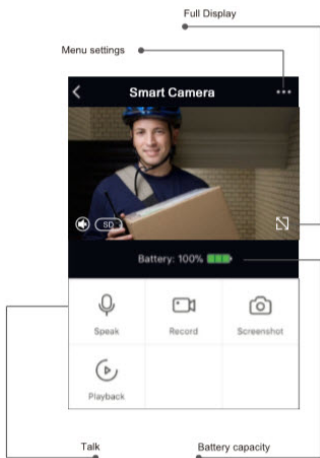 Full Display
Menu settings
Smart Camera
SD
Battery: 100%
Speak
Record
Screenshot
Playback
Talk
Battery capacity